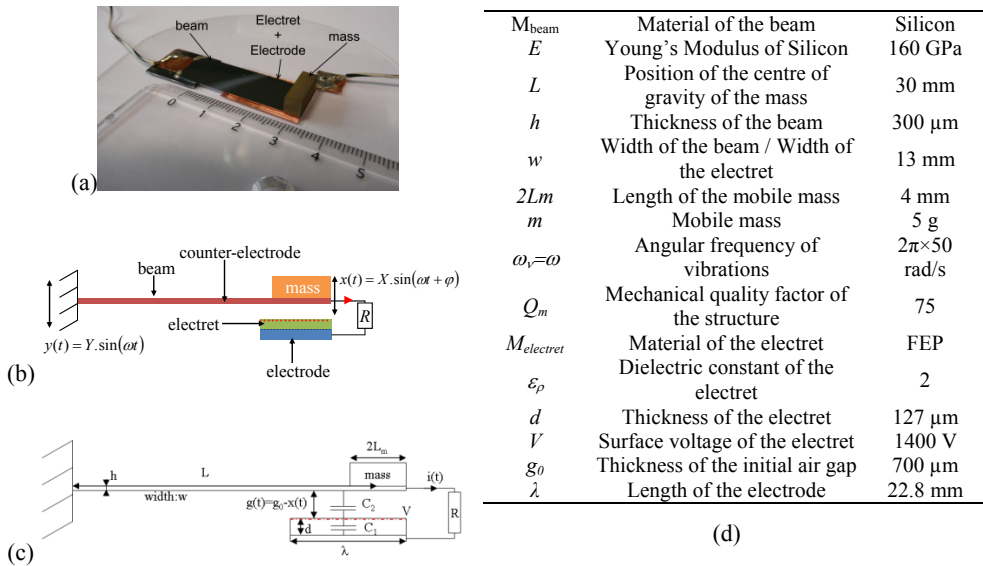 Electret
+
Electrode
beam
mass
0 1 2 3 4 5
(a)
counter-electrode
beam
mass
x(t) = X.sin(ωt + φ)
R
electret
y(t) = Y.sin(ωt)
electrode
(b)
2Lₘ
h
L
mass
i(t)
width:w
g(t)=g₀-x(t)
C₂
V
R
d
C₁
λ
(c)
M_beam Material of the beam Silicon
E Young's Modulus of Silicon 160 GPa
L Position of the centre of gravity of the mass 30 mm
h Thickness of the beam 300 µm
w Width of the beam / Width of the electret 13 mm
2Lm Length of the mobile mass 4 mm
m Mobile mass 5 g
ωᵥ=ω Angular frequency of vibrations 2π×50 rad/s
Qₘ Mechanical quality factor of the structure 75
M_electret Material of the electret FEP
ερ Dielectric constant of the electret 2
d Thickness of the electret 127 µm
V Surface voltage of the electret 1400 V
g₀ Thickness of the initial air gap 700 µm
λ Length of the electrode 22.8 mm
(d)